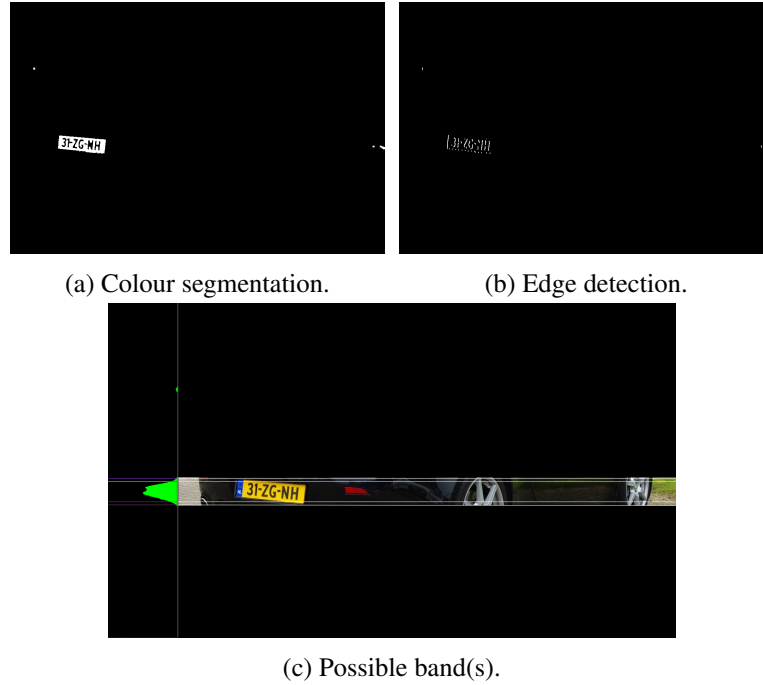 31-ZG-NH
31-ZG-NH
(a) Colour segmentation.
(b) Edge detection.
31-ZG-NH
(c) Possible band(s).